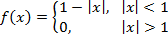 f(x) = {1 − |x|, |x| < 1
0, |x| > 1